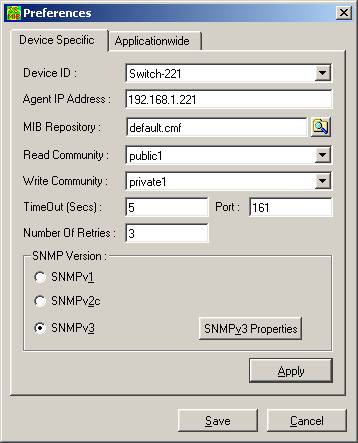 Preferences
Device Specific
Applicationwide
Device ID : Switch-221
Agent IP Address : 192.168.1.221
MIB Repository : default.cmf
Read Community : public1
Write Community : private1
TimeOut (Secs) : 5 Port : 161
Number Of Retries : 3
SNMP Version :
SNMPv1
SNMPv2c
SNMPv3
SNMPv3 Properties
Apply
Save
Cancel